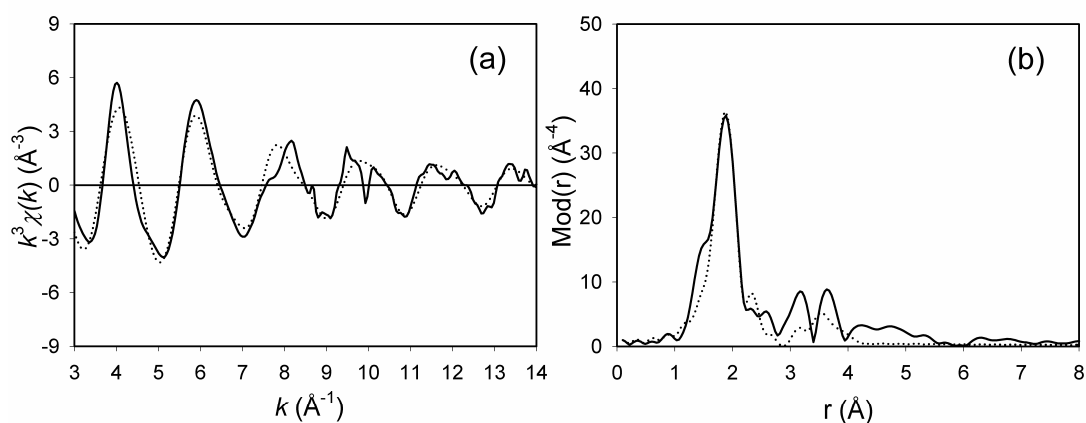 (a)
k³χ(k) (Å⁻³)
9
6
3
0
-3
-6
-9
3 4 5 6 7 8 9 10 11 12 13 14
k (Å⁻¹)
(b)
Mod(r) (Å⁻⁴)
50
40
30
20
10
0
0 1 2 3 4 5 6 7 8
r (Å)